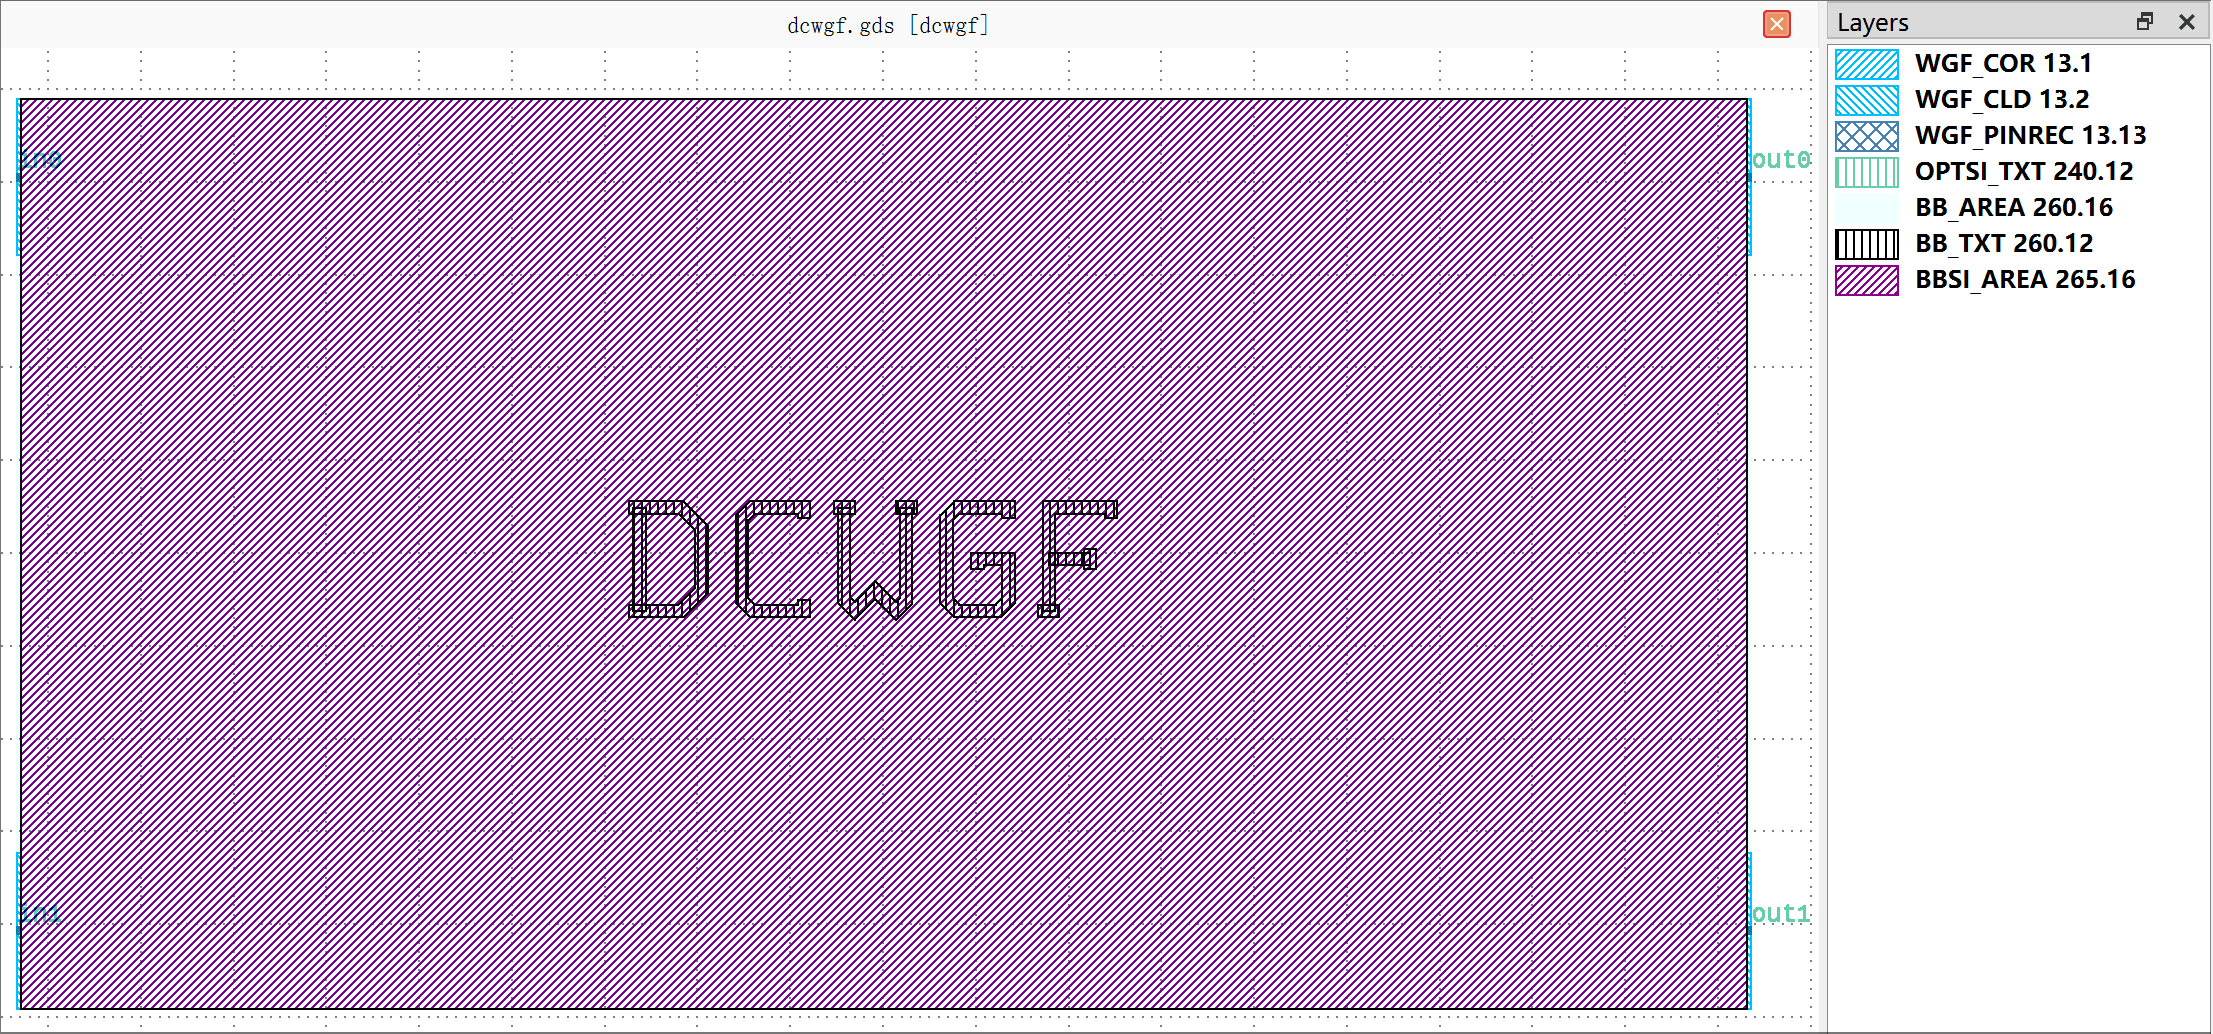 dcwgf.gds [dcwgf]
Layers
WGF_COR 13.1
WGF_CLD 13.2
WGF_PINREC 13.13
OPTSI_TXT 240.12
BB_AREA 260.16
BB_TXT 260.12
BBSI_AREA 265.16
in0
out0
DCWGF
in1
out1